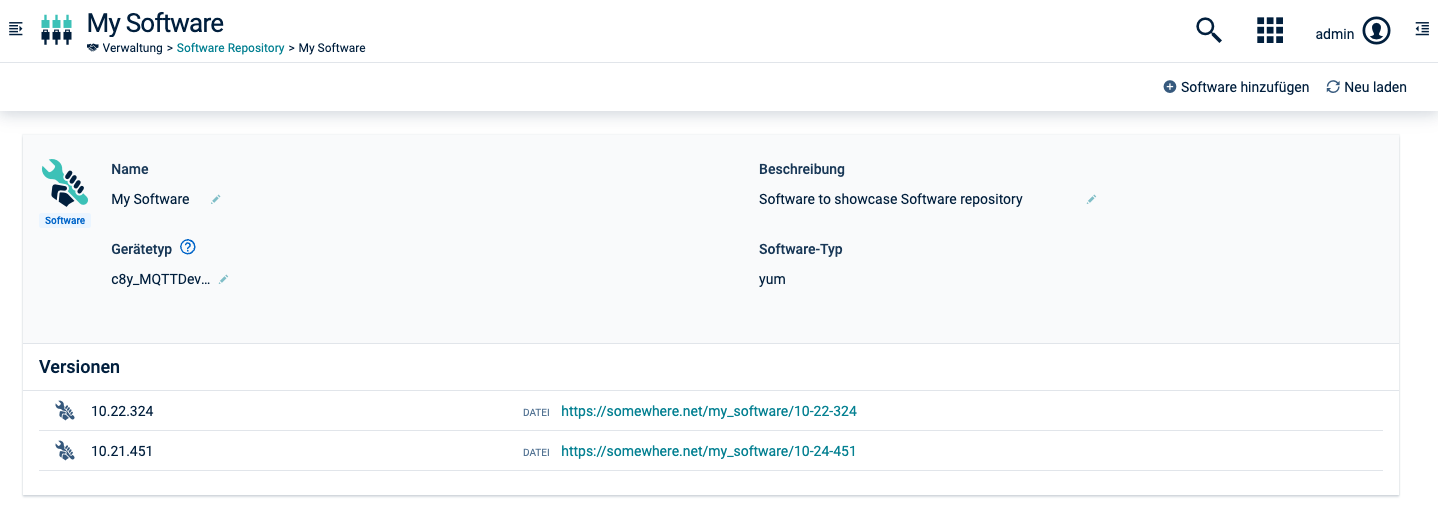 My Software
Verwaltung > Software Repository > My Software
admin
Software hinzufügen Neu laden
Name
My Software
Beschreibung
Software to showcase Software repository
Software
Gerätetyp
c8y_MQTTDev...
Software-Typ
yum
Versionen
10.22.324 DATEI https://somewhere.net/my_software/10-22-324
10.21.451 DATEI https://somewhere.net/my_software/10-24-451